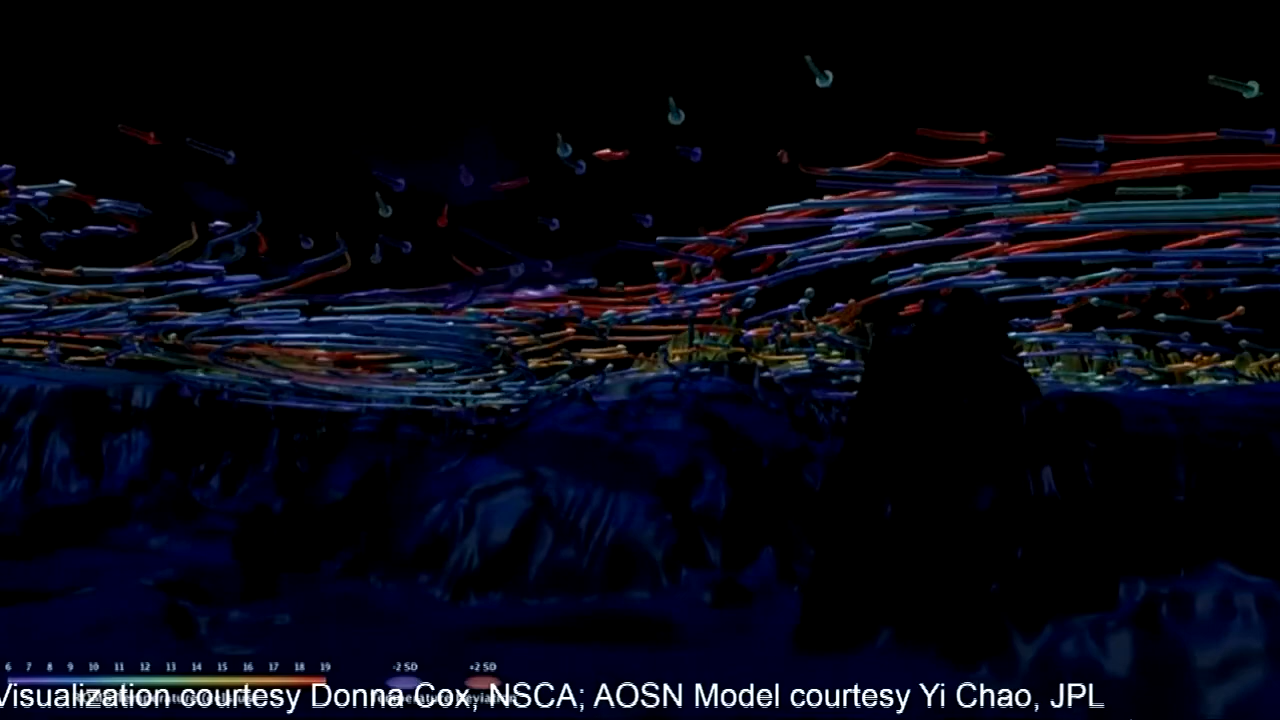 6 7 8 9 10 11 12 13 14 15 16 17 18 19
-2 SD +2 SD
Visualization courtesy Donna Cox, NSCA; AOSN Model courtesy Yi Chao, JPL